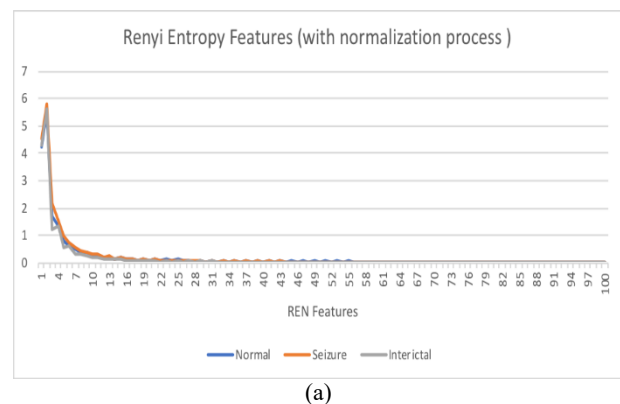 Renyi Entropy Features (with normalization process )
7
6
5
4
3
2
1
0
1 4 7 10 13 16 19 22 25 28 31 34 37 40 43 46 49 52 55 58 61 64 67 70 73 76 79 82 85 88 91 94 97 100
REN Features
Normal Seizure Interictal
(a)